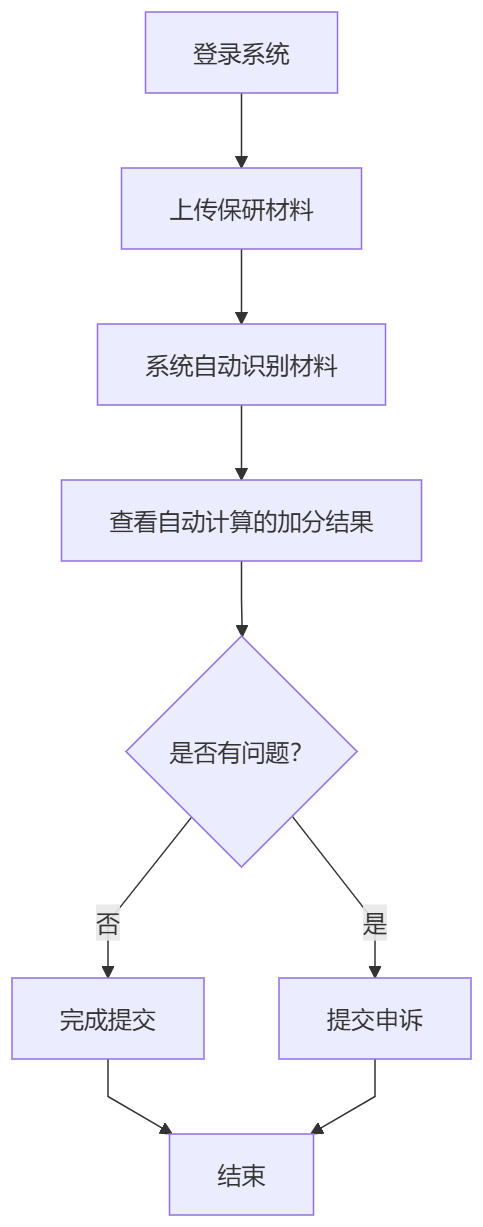 登录系统
上传保研材料
系统自动识别材料
查看自动计算的加分结果
是否有问题?
否
是
完成提交
提交申诉
结束